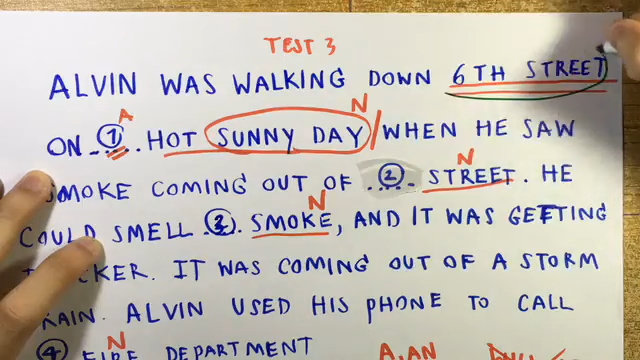 TEST 3
ALVIN WAS WALKING DOWN 6TH STREET
A N
ON ..①... HOT SUNNY DAY / WHEN HE SAW
N
SMOKE COMING OUT OF ..②.. STREET. HE
N
COULD SMELL .③. SMOKE, AND IT WAS GETTING
IT WAS COMING OUT OF A STORM
ALVIN USED HIS PHONE TO CALL
N
④ FIRE DEPARTMENT A, AN